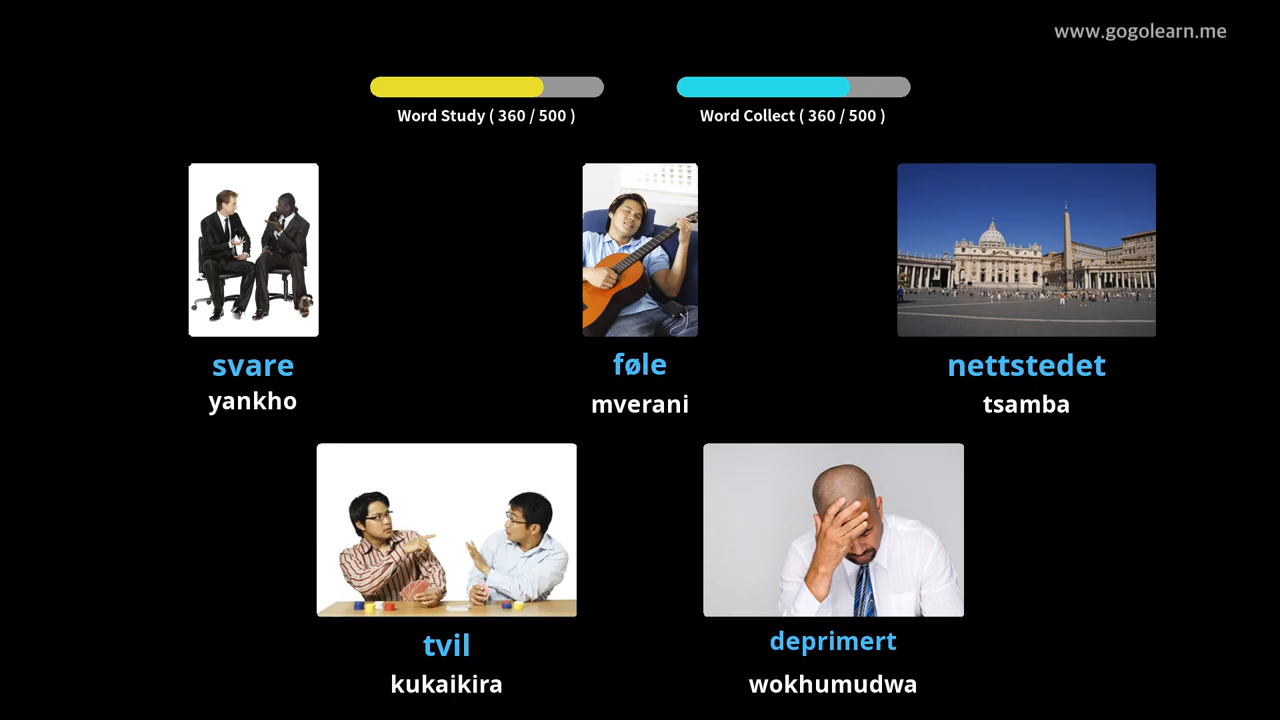 www.gogolearn.me
Word Study ( 360 / 500 )
Word Collect ( 360 / 500 )
svare
yankho
føle
mverani
nettstedet
tsamba
tvil
kukaikira
deprimert
wokhumudwa